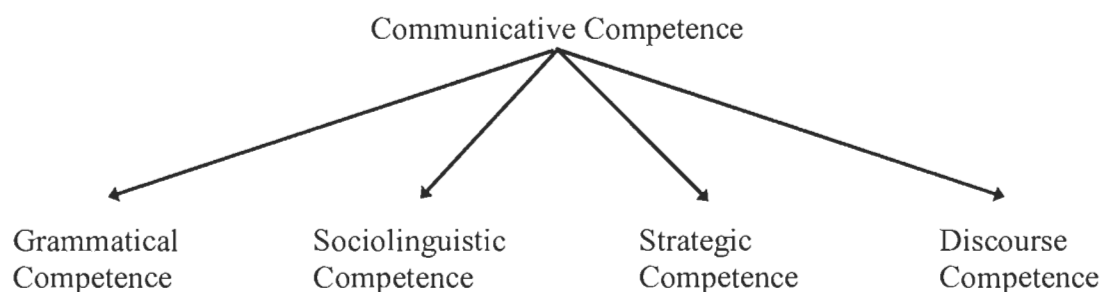 Communicative Competence
Grammatical Competence
Sociolinguistic Competence
Strategic Competence
Discourse Competence